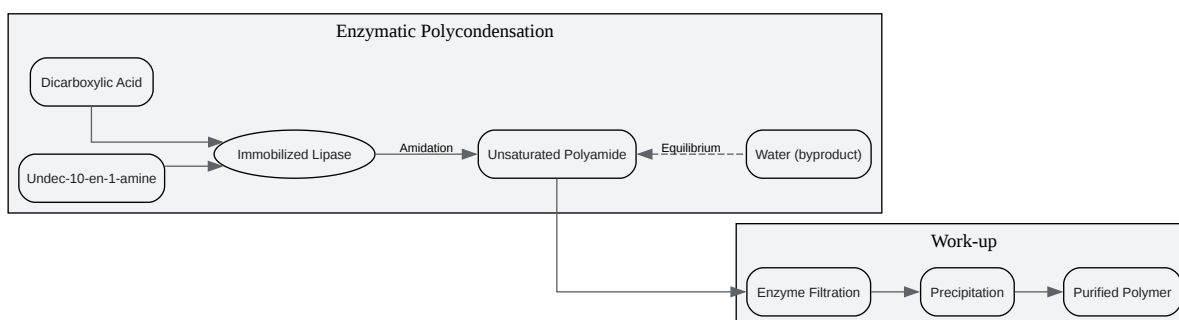 Enzymatic Polycondensation
Dicarboxylic Acid
Undec-10-en-1-amine
Immobilized Lipase
Amidation
Unsaturated Polyamide
Equilibrium
Water (byproduct)
Work-up
Enzyme Filtration
Precipitation
Purified Polymer